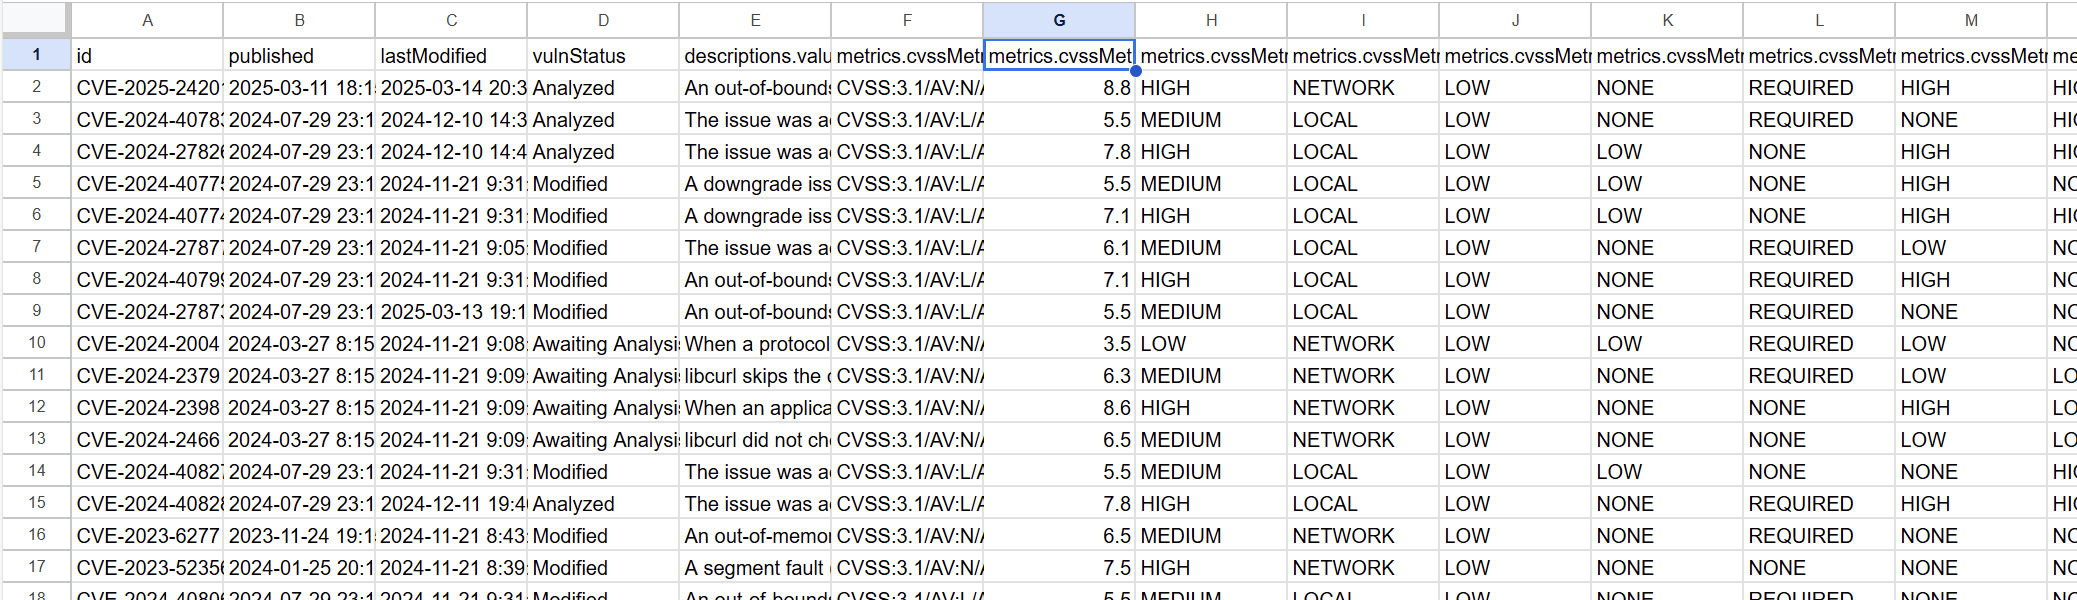 A B C D E F G H I J K L M
1 id published lastModified vulnStatus descriptions.valu metrics.cvssMetr metrics.cvssMet metrics.cvssMetr metrics.cvssMetr metrics.cvssMetr metrics.cvssMetr metrics.cvssMetr metrics.cvssMetr me
2 CVE-2025-2420 2025-03-11 18:1 2025-03-14 20:3 Analyzed An out-of-bounds CVSS:3.1/AV:N/A 8.8 HIGH NETWORK LOW NONE REQUIRED HIGH HIG
3 CVE-2024-4078 2024-07-29 23:1 2024-12-10 14:3 Analyzed The issue was a CVSS:3.1/AV:L/A 5.5 MEDIUM LOCAL LOW NONE REQUIRED NONE HIG
4 CVE-2024-2782 2024-07-29 23:1 2024-12-10 14:4 Analyzed The issue was a CVSS:3.1/AV:L/A 7.8 HIGH LOCAL LOW LOW NONE HIGH HIG
5 CVE-2024-4077 2024-07-29 23:1 2024-11-21 9:31: Modified A downgrade iss CVSS:3.1/AV:L/A 5.5 MEDIUM LOCAL LOW LOW NONE HIGH NO
6 CVE-2024-4077 2024-07-29 23:1 2024-11-21 9:31: Modified A downgrade iss CVSS:3.1/AV:L/A 7.1 HIGH LOCAL LOW LOW NONE HIGH HIG
7 CVE-2024-2787 2024-07-29 23:1 2024-11-21 9:05: Modified The issue was a CVSS:3.1/AV:L/A 6.1 MEDIUM LOCAL LOW NONE REQUIRED LOW NO
8 CVE-2024-4079 2024-07-29 23:1 2024-11-21 9:31: Modified An out-of-bounds CVSS:3.1/AV:L/A 7.1 HIGH LOCAL LOW NONE REQUIRED HIGH NO
9 CVE-2024-2787 2024-07-29 23:1 2025-03-13 19:1 Modified An out-of-bounds CVSS:3.1/AV:L/A 5.5 MEDIUM LOCAL LOW NONE REQUIRED NONE NO
10 CVE-2024-2004 2024-03-27 8:15 2024-11-21 9:08: Awaiting Analysis When a protocol CVSS:3.1/AV:N/A 3.5 LOW NETWORK LOW LOW REQUIRED LOW NO
11 CVE-2024-2379 2024-03-27 8:15 2024-11-21 9:09: Awaiting Analysis libcurl skips the CVSS:3.1/AV:N/A 6.3 MEDIUM NETWORK LOW NONE REQUIRED LOW LO
12 CVE-2024-2398 2024-03-27 8:15 2024-11-21 9:09: Awaiting Analysis When an applica CVSS:3.1/AV:N/A 8.6 HIGH NETWORK LOW NONE NONE HIGH LO
13 CVE-2024-2466 2024-03-27 8:15 2024-11-21 9:09: Awaiting Analysis libcurl did not ch CVSS:3.1/AV:N/A 6.5 MEDIUM NETWORK LOW NONE NONE LOW LO
14 CVE-2024-4082 2024-07-29 23:1 2024-11-21 9:31: Modified The issue was a CVSS:3.1/AV:L/A 5.5 MEDIUM LOCAL LOW LOW NONE NONE HIG
15 CVE-2024-4082 2024-07-29 23:1 2024-12-11 19:4 Analyzed The issue was a CVSS:3.1/AV:L/A 7.8 HIGH LOCAL LOW NONE REQUIRED HIGH HIG
16 CVE-2023-6277 2023-11-24 19:1 2024-11-21 8:43: Modified An out-of-memor CVSS:3.1/AV:N/A 6.5 MEDIUM NETWORK LOW NONE REQUIRED NONE NO
17 CVE-2023-5235 2024-01-25 20:1 2024-11-21 8:39: Modified A segment fault CVSS:3.1/AV:N/A 7.5 HIGH NETWORK LOW NONE NONE NONE NO
18 CVE-2024-4080 2024-07-29 23:1 2024-11-21 9:31: Modified An out-of-bounds CVSS:3.1/AV:L/A 5.5 MEDIUM LOCAL LOW NONE REQUIRED NONE NO